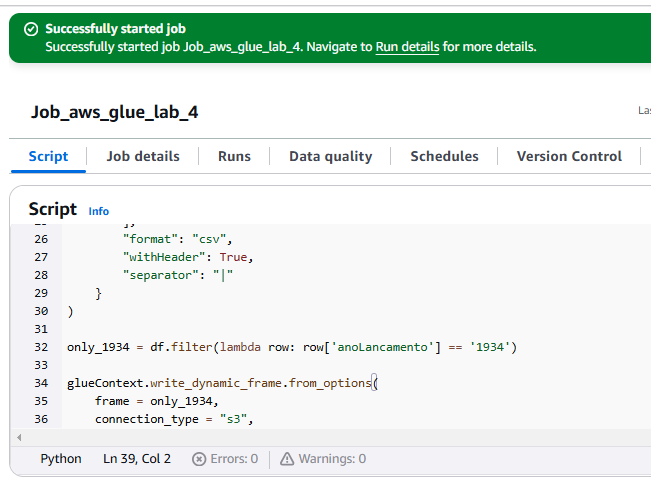 Successfully started job
Successfully started job Job_aws_glue_lab_4. Navigate to Run details for more details.
Job_aws_glue_lab_4
Las
Script
Job details
Runs
Data quality
Schedules
Version Control
Script Info
26 "format": "csv",
27 "withHeader": True,
28 "separator": "|"
29 }
30 )
31
32 only_1934 = df.filter(lambda row: row['anoLancamento'] == '1934')
33
34 glueContext.write_dynamic_frame.from_options(
35 frame = only_1934,
36 connection_type = "s3",
Python Ln 39, Col 2 Errors: 0 Warnings: 0